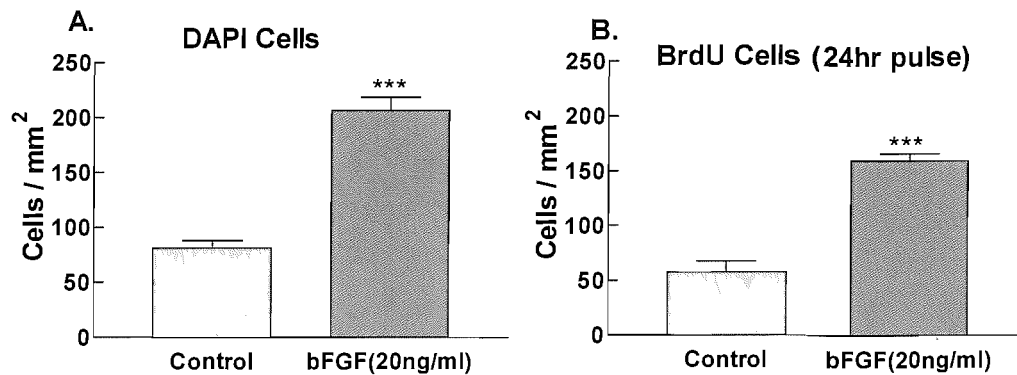 A.
DAPI Cells
250
200
150
100
50
0
Cells / mm²
***
Control
bFGF(20ng/ml)
B.
BrdU Cells (24hr pulse)
250
200
150
100
50
0
Cells / mm²
***
Control
bFGF(20ng/ml)